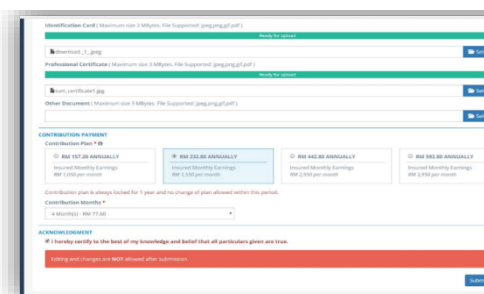 Identification Card ( Maximum size 3 MBytes. File Supported: jpeg,png,gif,pdf )
Ready for upload
download _1_.jpeg
Professional Certificate ( Maximum size 3 MBytes. File Supported: jpeg,png,gif,pdf )
Ready for upload
som_certificate1.jpg
Other Document ( Maximum size 3 MBytes. File Supported: jpeg,png,gif,pdf )
CONTRIBUTION PAYMENT
Contribution Plan *
RM 157.20 ANNUALLY
Insured Monthly Earnings
RM 1,050 per month
RM 232.80 ANNUALLY
Insured Monthly Earnings
RM 1,550 per month
RM 442.80 ANNUALLY
Insured Monthly Earnings
RM 2,950 per month
RM 592.80 ANNUALLY
Insured Monthly Earnings
per month
Contribution plan is always locked for 1 year and no change of plan allowed within this period.
Contribution Months *
4 Month(s) - RM 77.60
ACKNOWLEDGMENT
I hereby certify to the best of my knowledge and belief that all particulars given are true.
Editing and changes are NOT allowed after submission.